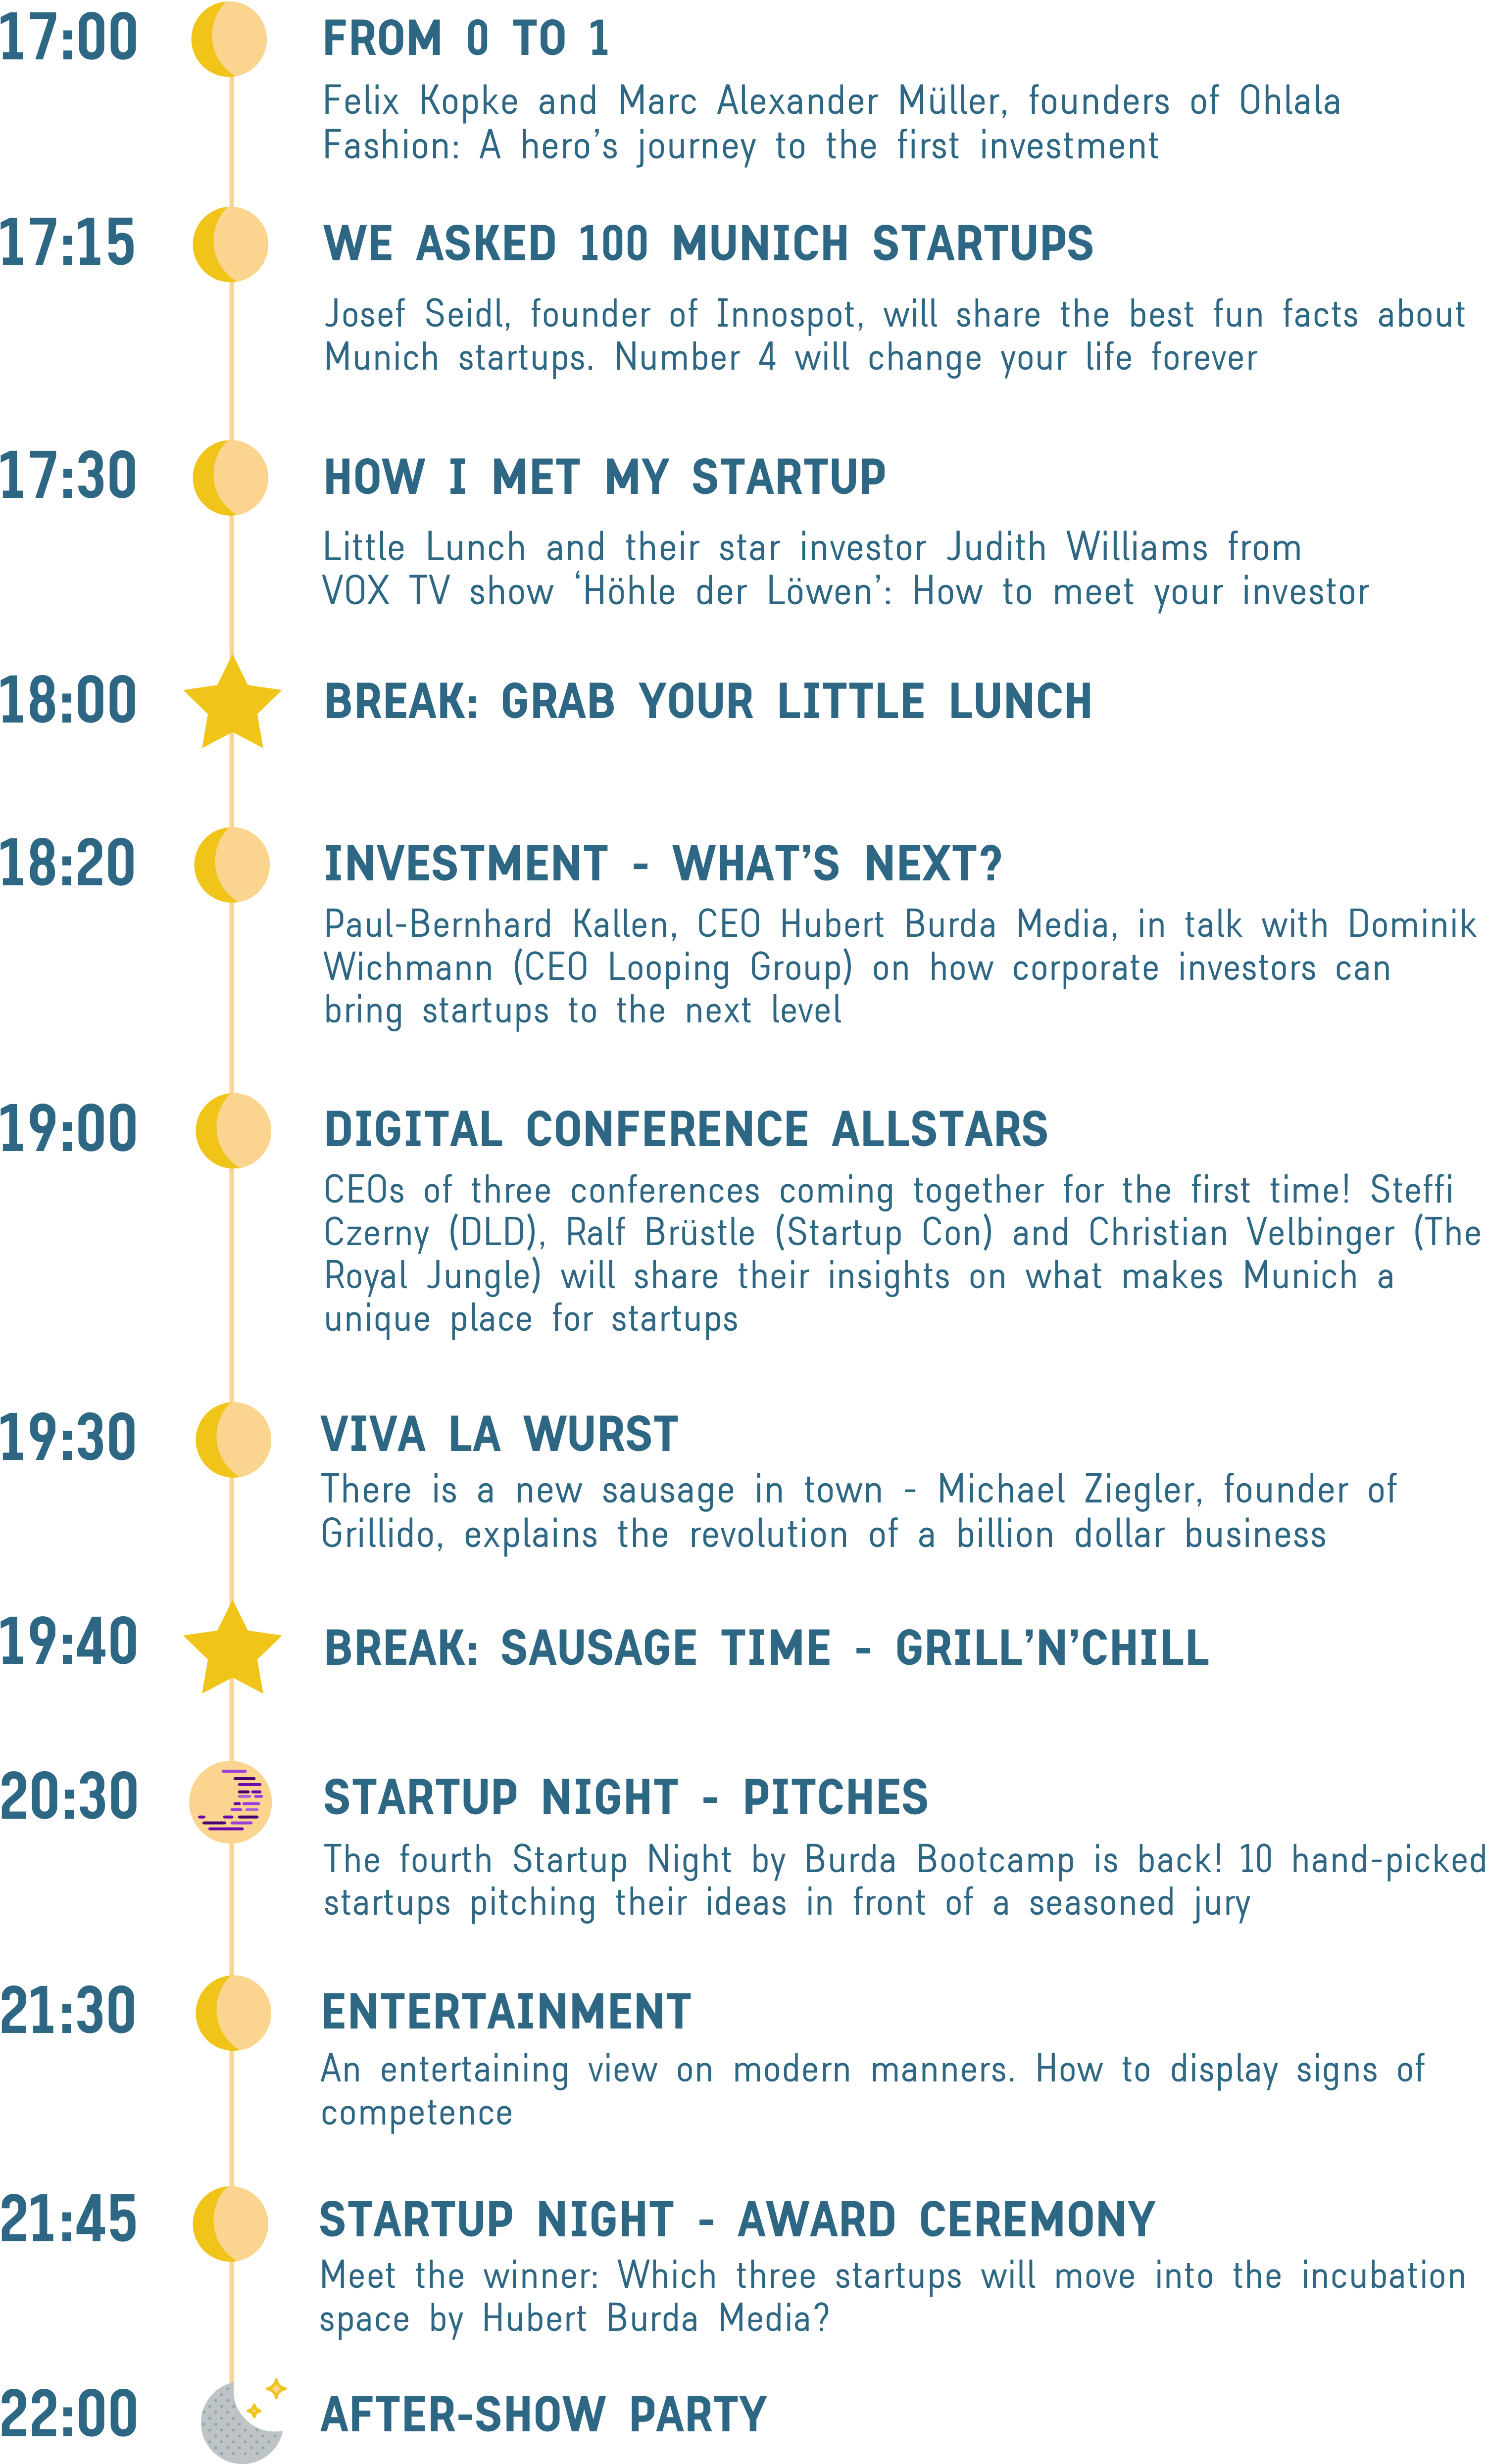 17:00 FROM 0 TO 1
Felix Kopke and Marc Alexander Müller, founders of Ohlala
Fashion: A hero’s journey to the first investment
17:15 WE ASKED 100 MUNICH STARTUPS
Josef Seidl, founder of Innospot, will share the best fun facts about
Munich startups. Number 4 will change your life forever
17:30 HOW I MET MY STARTUP
Little Lunch and their star investor Judith Williams from
VOX TV show ‘Höhle der Löwen’: How to meet your investor
18:00 BREAK: GRAB YOUR LITTLE LUNCH
18:20 INVESTMENT - WHAT’S NEXT?
Paul-Bernhard Kallen, CEO Hubert Burda Media, in talk with Dominik
Wichmann (CEO Looping Group) on how corporate investors can
bring startups to the next level
19:00 DIGITAL CONFERENCE ALLSTARS
CEOs of three conferences coming together for the first time! Steffi
Czerny (DLD), Ralf Brüstle (Startup Con) and Christian Velbinger (The
Royal Jungle) will share their insights on what makes Munich a
unique place for startups
19:30 VIVA LA WURST
There is a new sausage in town - Michael Ziegler, founder of
Grillido, explains the revolution of a billion dollar business
19:40 BREAK: SAUSAGE TIME - GRILL’N’CHILL
20:30 STARTUP NIGHT - PITCHES
The fourth Startup Night by Burda Bootcamp is back! 10 hand-picked
startups pitching their ideas in front of a seasoned jury
21:30 ENTERTAINMENT
An entertaining view on modern manners. How to display signs of
competence
21:45 STARTUP NIGHT - AWARD CEREMONY
Meet the winner: Which three startups will move into the incubation
space by Hubert Burda Media?
22:00 AFTER-SHOW PARTY